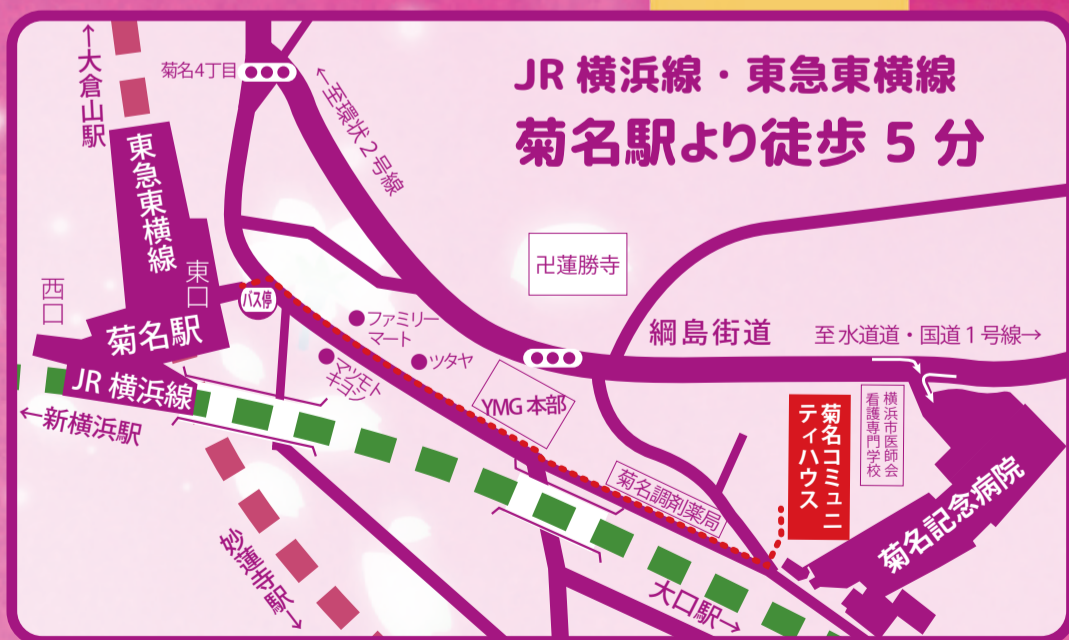 JR 横浜線・東急東横線
菊名駅より徒歩 5 分
←大倉山駅
菊名4丁目
←至環状2号線
東急東横線
東口
西口
菊名駅
バス停
JR 横浜線
←新横浜駅
ファミリー
マート
マツモト
キヨシ
ツタヤ
卍蓮勝寺
綱島街道
至水道道・国道1号線→
YMG 本部
菊名調剤薬局
菊名コミュニ
ティハウス
横浜市医師会
看護専門学校
菊名記念病院
妙蓮寺駅→
大口駅→